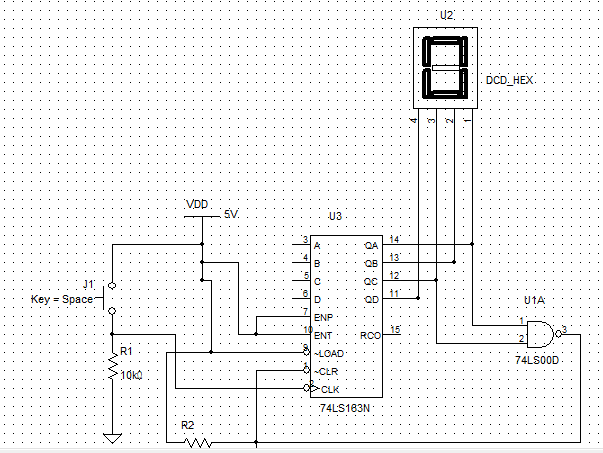 U2
DCD_HEX
4 3 2 1
VDD
5V
U3
3 A QA 14
4 B QB 13
5 C QC 12
6 D QD 11
7 ENP
10 ENT RCO 15
9 ~LOAD
1 ~CLR
2 CLK
74LS163N
J1
Key = Space
R1
10kΩ
R2
U1A
1
2
3
74LS00D